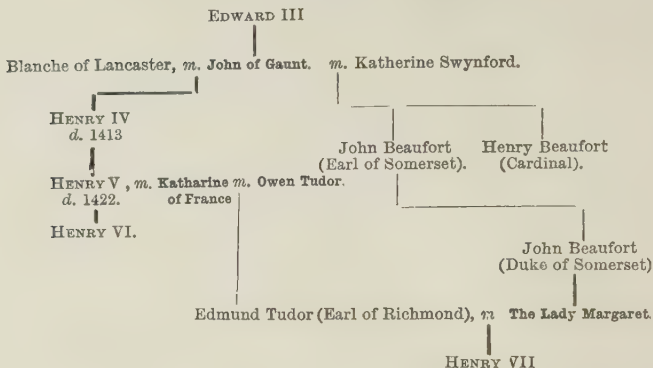 EDWARD III
Blanche of Lancaster, m. John of Gaunt. m. Katherine Swynford.
HENRY IV
d. 1413
John Beaufort
(Earl of Somerset).
Henry Beaufort
(Cardinal).
HENRY V, m. Katharine m. Owen Tudor.
d. 1422. of France
HENRY VI.
John Beaufort
(Duke of Somerset)
Edmund Tudor (Earl of Richmond), m The Lady Margaret.
HENRY VII